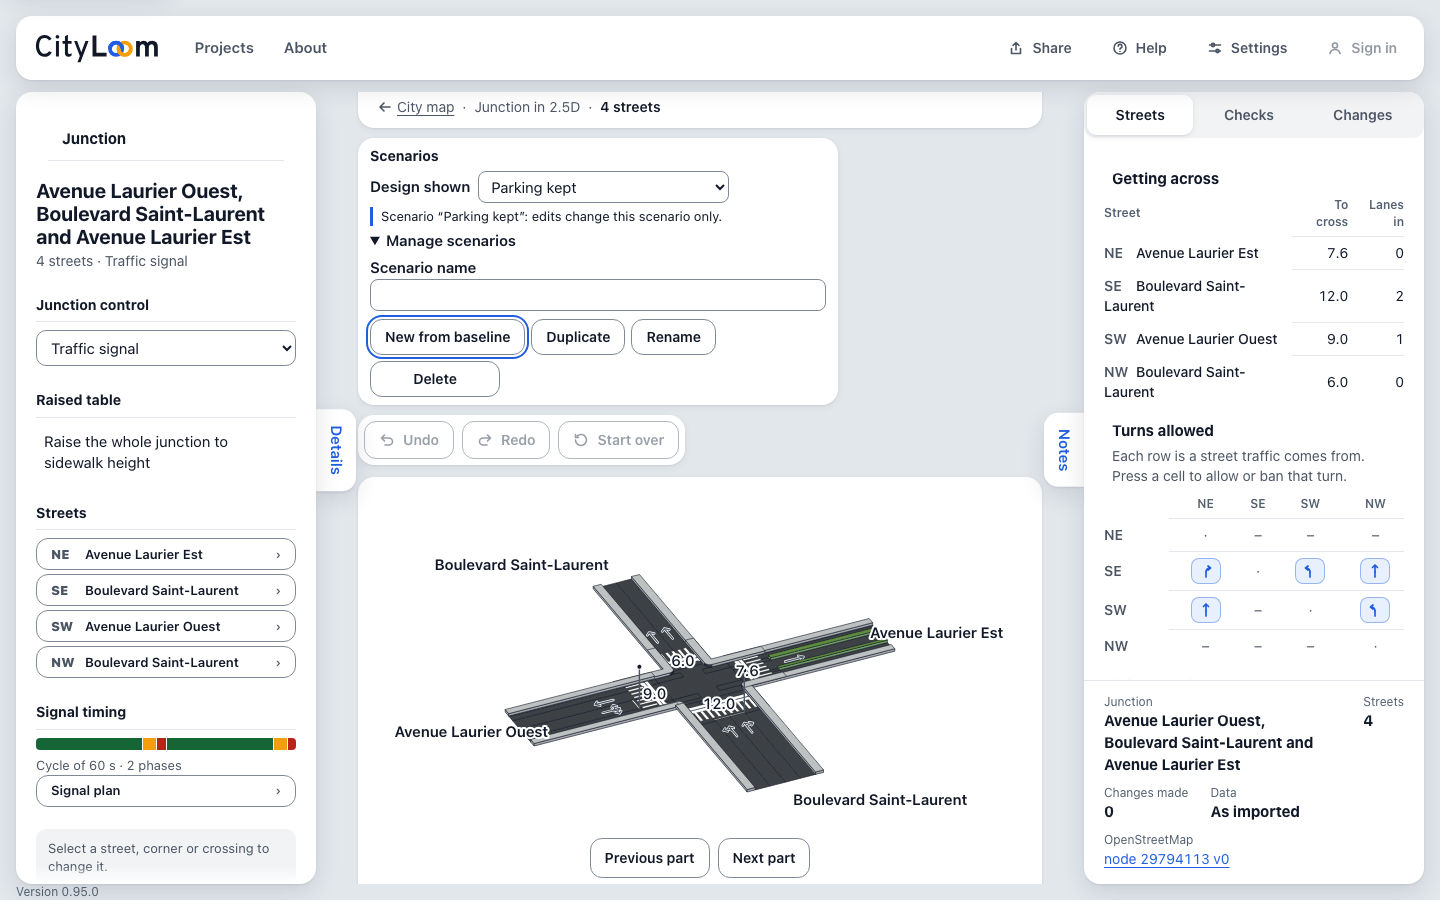 CityLoom
Projects
About
Share
Help
Settings
Sign in
Junction
Avenue Laurier Ouest,
Boulevard Saint-Laurent
and Avenue Laurier Est
4 streets · Traffic signal
Junction control
Traffic signal
Raised table
Raise the whole junction to
sidewalk height
Streets
NE Avenue Laurier Est ›
SE Boulevard Saint-Laurent ›
SW Avenue Laurier Ouest ›
NW Boulevard Saint-Laurent ›
Signal timing
Cycle of 60 s · 2 phases
Signal plan ›
Select a street, corner or crossing to
change it.
Version 0.95.0
Details
← City map · Junction in 2.5D · 4 streets
Scenarios
Design shown Parking kept
Scenario “Parking kept”: edits change this scenario only.
▼ Manage scenarios
Scenario name
New from baseline
Duplicate
Rename
Delete
Undo
Redo
Start over
Boulevard Saint-Laurent
Avenue Laurier Est
6.0
7.6
9.0
12.0
Avenue Laurier Ouest
Boulevard Saint-Laurent
Previous part
Next part
Notes
Streets
Checks
Changes
Getting across
Street To cross Lanes in
NE Avenue Laurier Est 7.6 0
SE Boulevard Saint-
Laurent 12.0 2
SW Avenue Laurier Ouest 9.0 1
NW Boulevard Saint-
Laurent 6.0 0
Turns allowed
Each row is a street traffic comes from.
Press a cell to allow or ban that turn.
NE SE SW NW
NE · – – –
SE ·
SW – ·
NW – – – ·
Junction
Avenue Laurier Ouest,
Boulevard Saint-Laurent and
Avenue Laurier Est
Streets
4
Changes made
0
Data
As imported
OpenStreetMap
node 29794113 v0